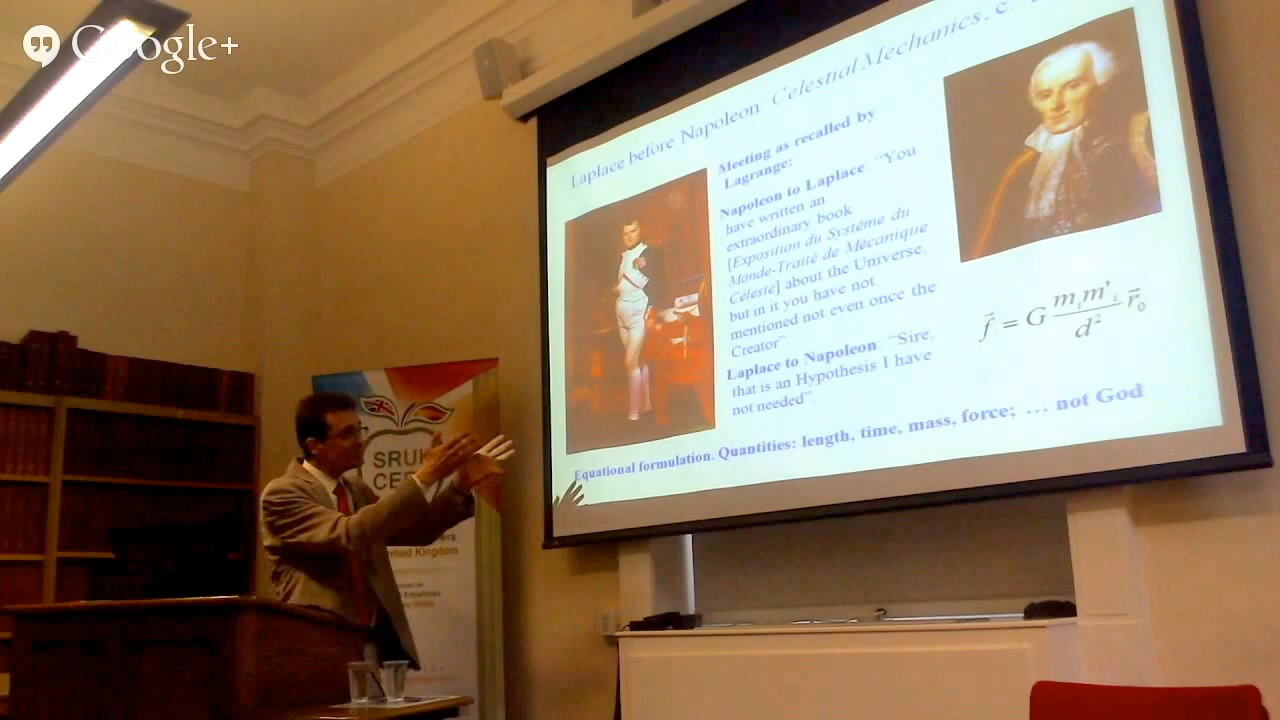 Google+
Laplace before Napoleon. Celestial Mechanics, c.
Meeting as recalled by
Lagrange:
Napoleon to Laplace "You
have written an
extraordinary book
[Exposition du Système du
Monde-Traité de Mécanique
Céleste] about the Universe,
but in it you have not
mentioned not even once the
Creator".
Laplace to Napoleon "Sire,
that is an Hypothesis I have
not needed".
f = G m m' / d² r₀
Equational formulation. Quantities: length, time, mass, force; … not God
SRUK
CE
United Kingdom